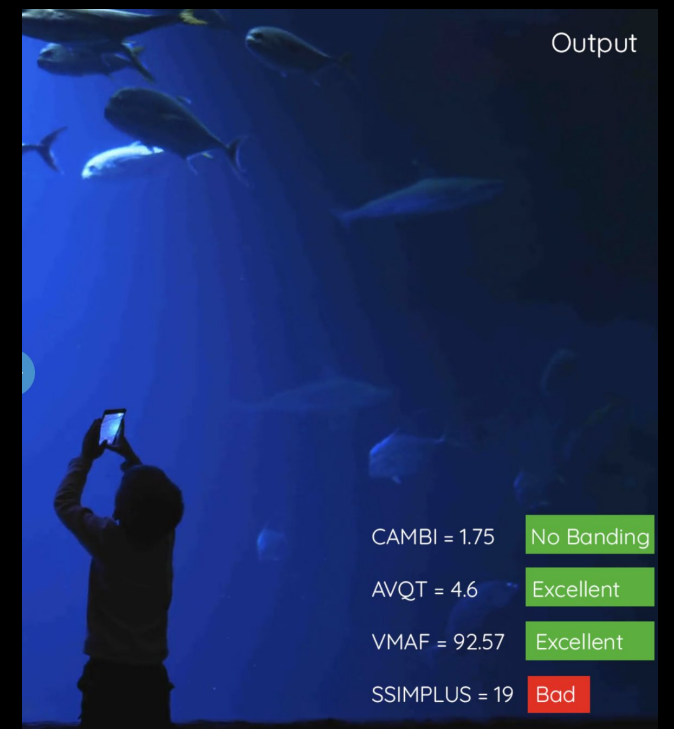 Output
CAMBI = 1.75 No Banding
AVQT = 4.6 Excellent
VMAF = 92.57 Excellent
SSIMPLUS = 19 Bad